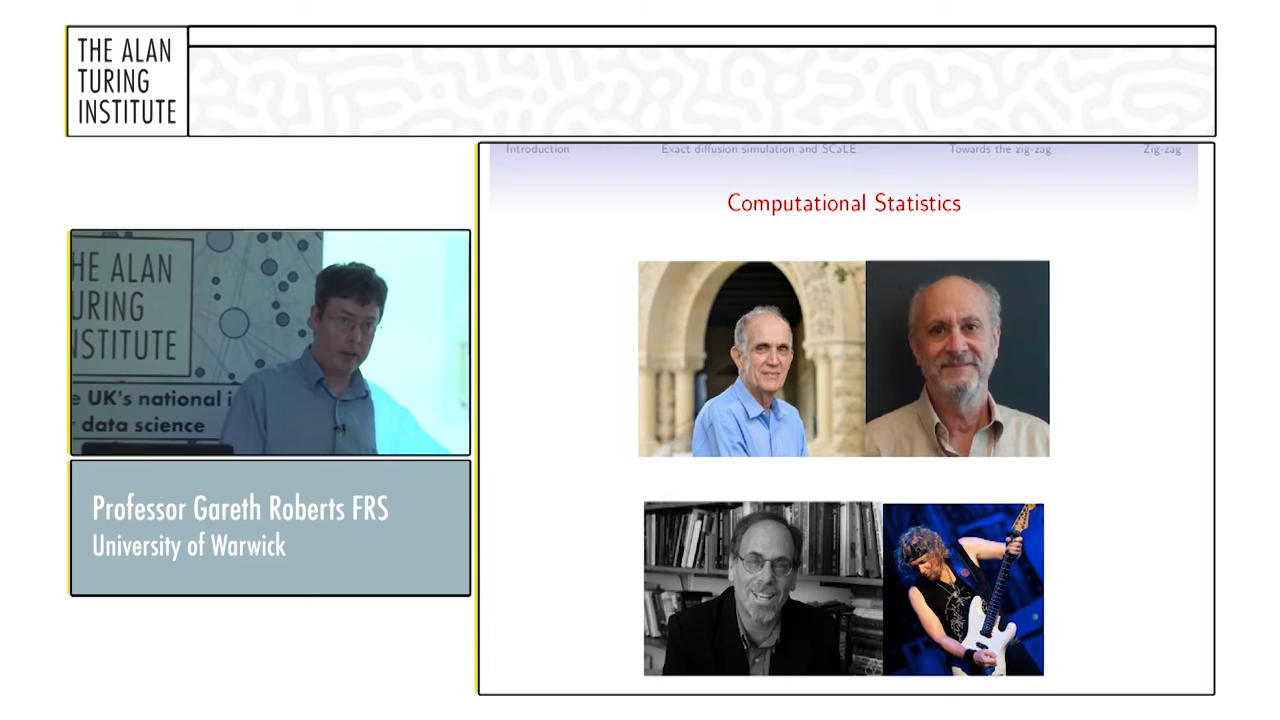 THE ALAN
TURING
INSTITUTE
Introduction
Exact diffusion simulation and SCaLE
Towards the zig-zag
Zig-zag
Computational Statistics
HE ALAN
URING
NSTITUTE
e UK's national i
data science
Professor Gareth Roberts FRS
University of Warwick